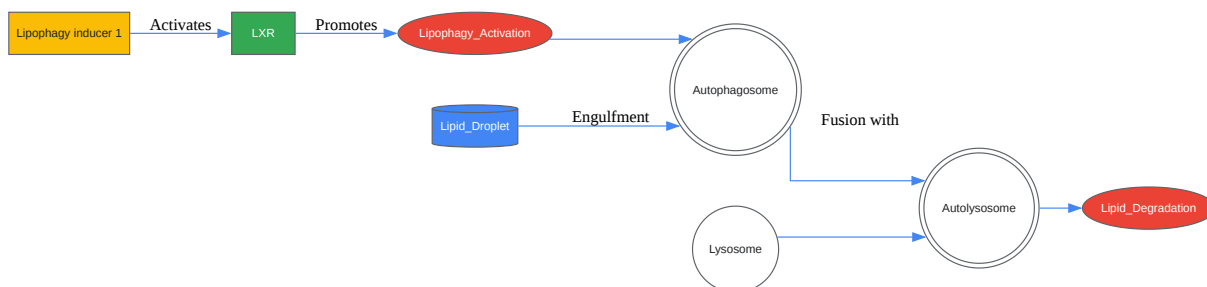 Lipophagy inducer 1
Activates
LXR
Promotes
Lipophagy_Activation
Autophagosome
Lipid_Droplet
Engulfment
Fusion with
Autolysosome
Lipid_Degradation
Lysosome